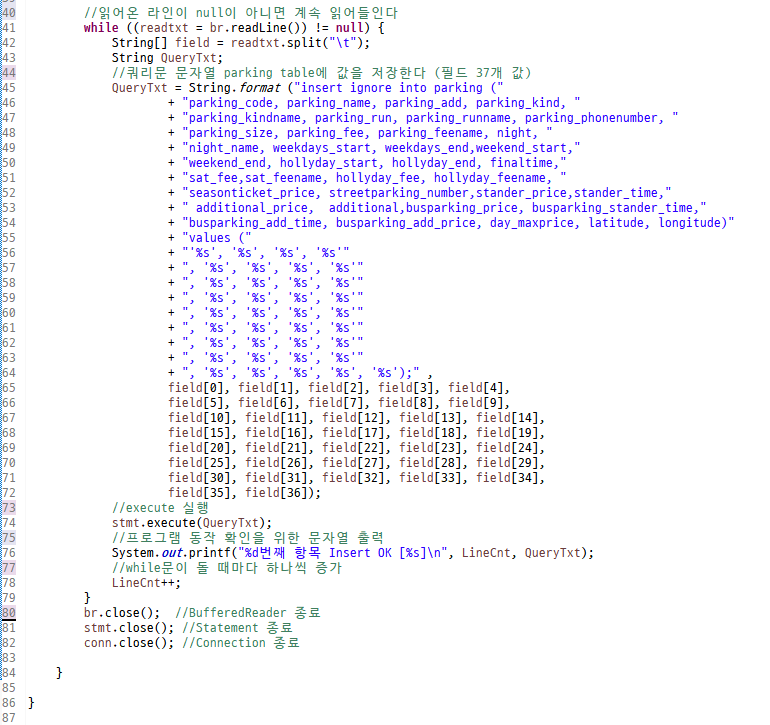 40 //읽어온 라인이 null이 아니면 계속 읽어들인다
41 while ((readtxt = br.readLine()) != null) {
42 String[] field = readtxt.split("\t");
43 String QueryTxt;
44 //쿼리문 문자열 parking table에 값을 저장한다 (필드 37개 값)
45 QueryTxt = String.format ("insert ignore into parking ("
46 + "parking_code, parking_name, parking_add, parking_kind, "
47 + "parking_kindname, parking_run, parking_runname, parking_phonenumber, "
48 + "parking_size, parking_fee, parking_feename, night, "
49 + "night_name, weekdays_start, weekdays_end,weekend_start,"
50 + "weekend_end, hollyday_start, hollyday_end, finaltime,"
51 + "sat_fee,sat_feename, hollyday_fee, hollyday_feename, "
52 + "seasonticket_price, streetparking_number,stander_price,stander_time,"
53 + " additional_price,  additional,busparking_price, busparking_stander_time,"
54 + "busparking_add_time, busparking_add_price, day_maxprice, latitude, longitude)"
55 + "values ("
56 + "'%s', '%s', '%s', '%s'"
57 + ", '%s', '%s', '%s', '%s'"
58 + ", '%s', '%s', '%s', '%s'"
59 + ", '%s', '%s', '%s', '%s'"
60 + ", '%s', '%s', '%s', '%s'"
61 + ", '%s', '%s', '%s', '%s'"
62 + ", '%s', '%s', '%s', '%s'"
63 + ", '%s', '%s', '%s', '%s'"
64 + ", '%s', '%s', '%s', '%s', '%s');" ,
65 field[0], field[1], field[2], field[3], field[4],
66 field[5], field[6], field[7], field[8], field[9],
67 field[10], field[11], field[12], field[13], field[14],
68 field[15], field[16], field[17], field[18], field[19],
69 field[20], field[21], field[22], field[23], field[24],
70 field[25], field[26], field[27], field[28], field[29],
71 field[30], field[31], field[32], field[33], field[34],
72 field[35], field[36]);
73 //execute 실행
74 stmt.execute(QueryTxt);
75 //프로그램 동작 확인을 위한 문자열 출력
76 System.out.printf("%d번째 항목 Insert OK [%s]\n", LineCnt, QueryTxt);
77 //while문이 돌 때마다 하나씩 증가
78 LineCnt++;
79 }
80 br.close();  //BufferedReader 종료
81 stmt.close(); //Statement 종료
82 conn.close(); //Connection 종료
83
84 }
85
86 }
87